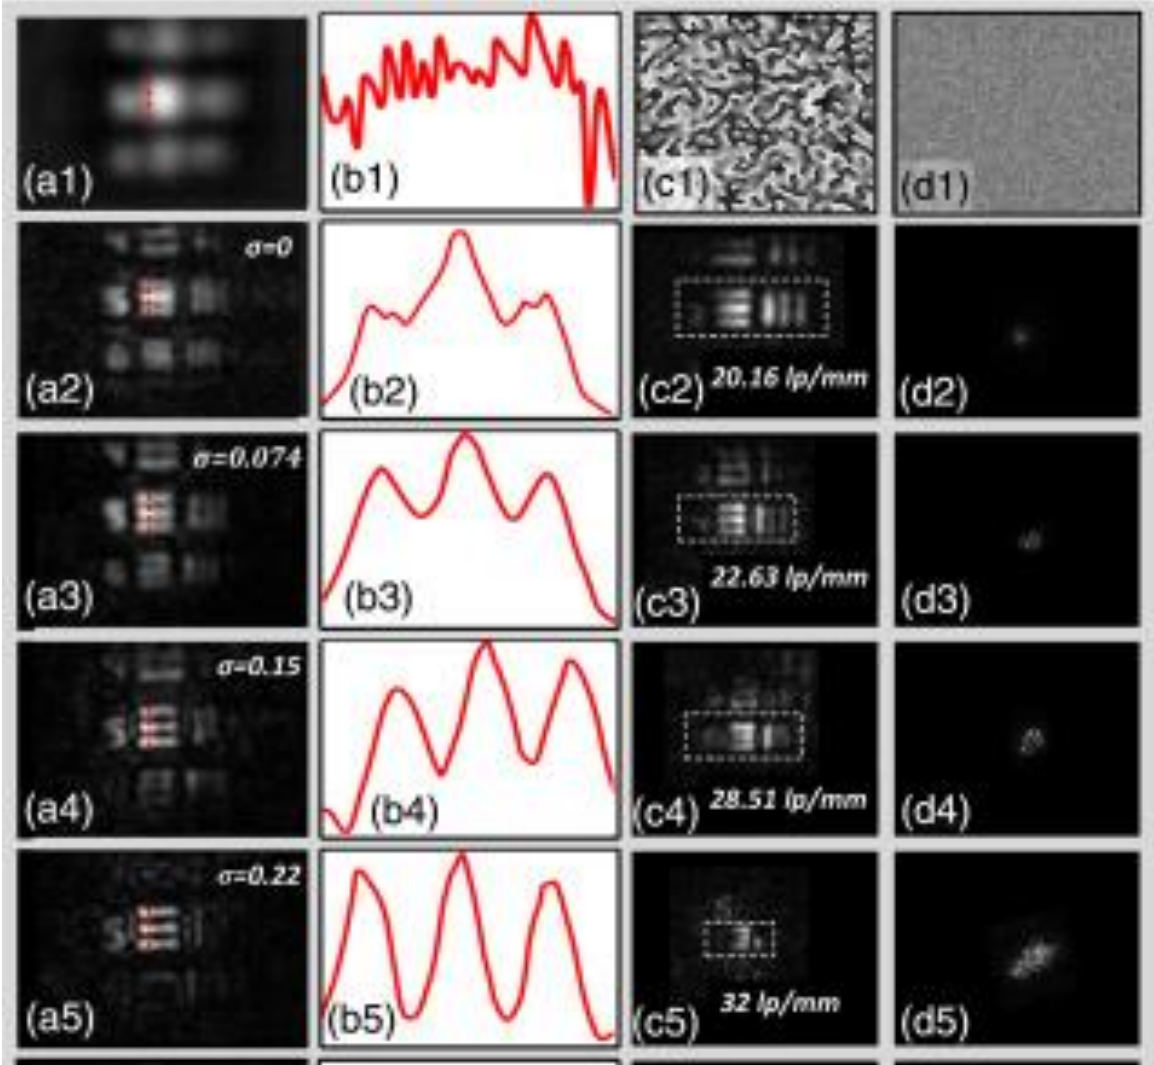 (a1) (b1) (c1) (d1)
σ=0
(a2) (b2) (c2) 20.16 lp/mm (d2)
σ=0.074
(a3) (b3) (c3) 22.63 lp/mm (d3)
σ=0.15
(a4) (b4) (c4) 28.51 lp/mm (d4)
σ=0.22
(a5) (b5) (c5) 32 lp/mm (d5)